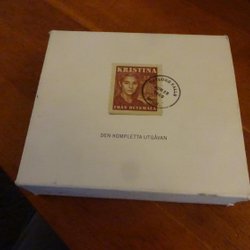 KRISTINA
FRÅN DUVEMÅLA
DEN KOMPLETTA UTGÅVAN